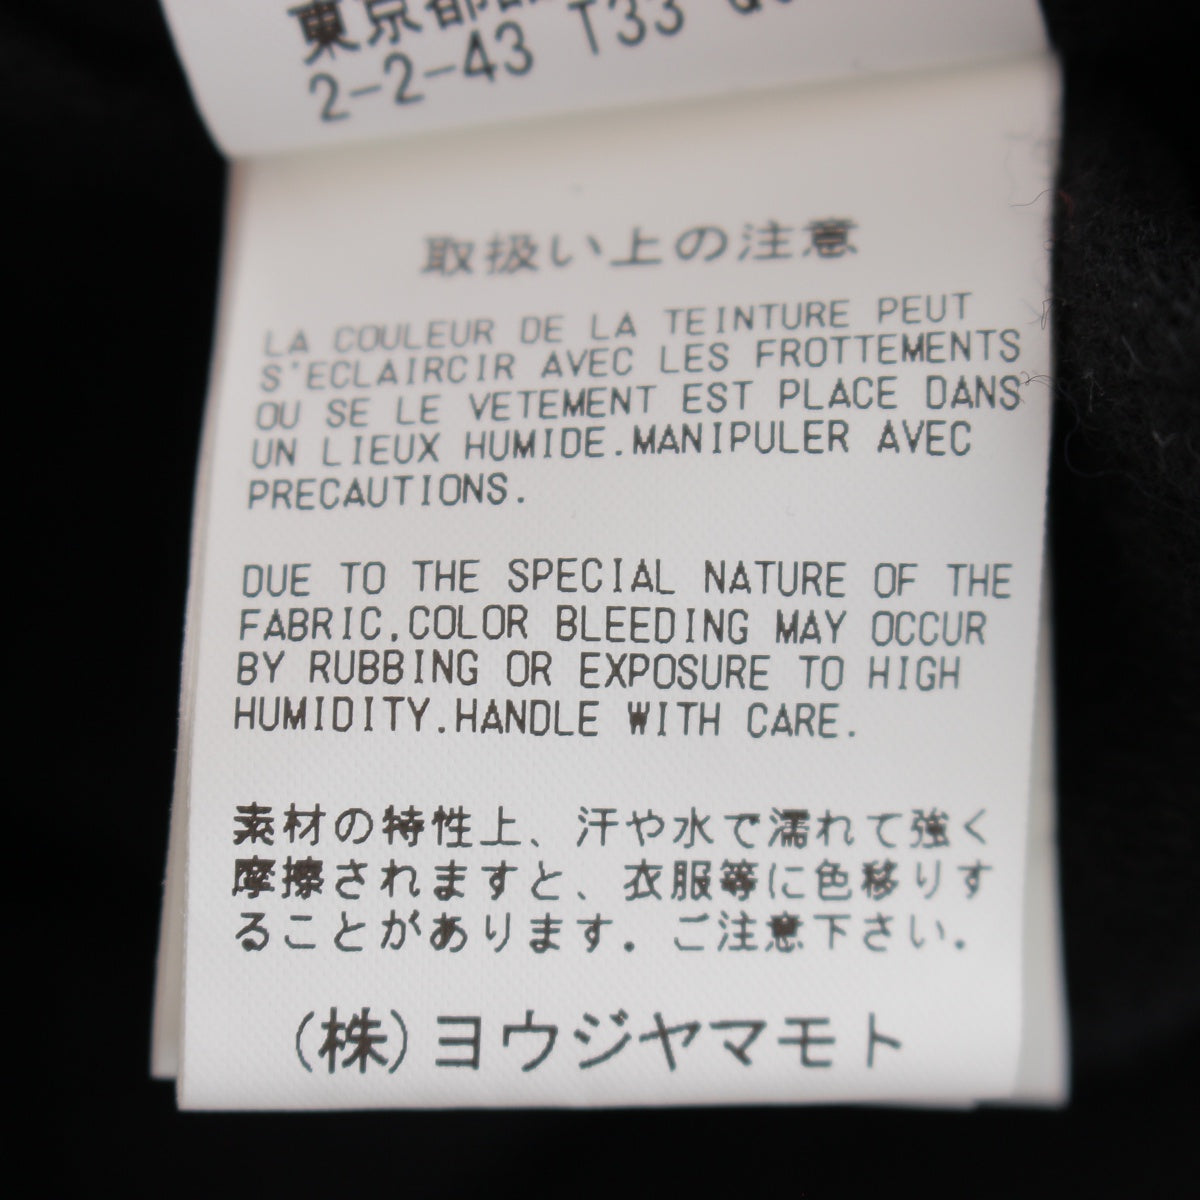 東京都
2-2-43 T33
取扱い上の注意
LA COULEUR DE LA TEINTURE PEUT
S'ECLAIRCIR AVEC LES FROTTEMENTS
OU SE LE VETEMENT EST PLACE DANS
UN LIEUX HUMIDE.MANIPULER AVEC
PRECAUTIONS.
DUE TO THE SPECIAL NATURE OF THE
FABRIC,COLOR BLEEDING MAY OCCUR
BY RUBBING OR EXPOSURE TO HIGH
HUMIDITY.HANDLE WITH CARE.
素材の特性上、汗や水で濡れて強く
摩擦されますと、衣服等に色移りす
ることがあります．ご注意下さい．
(株)ヨウジヤマモト